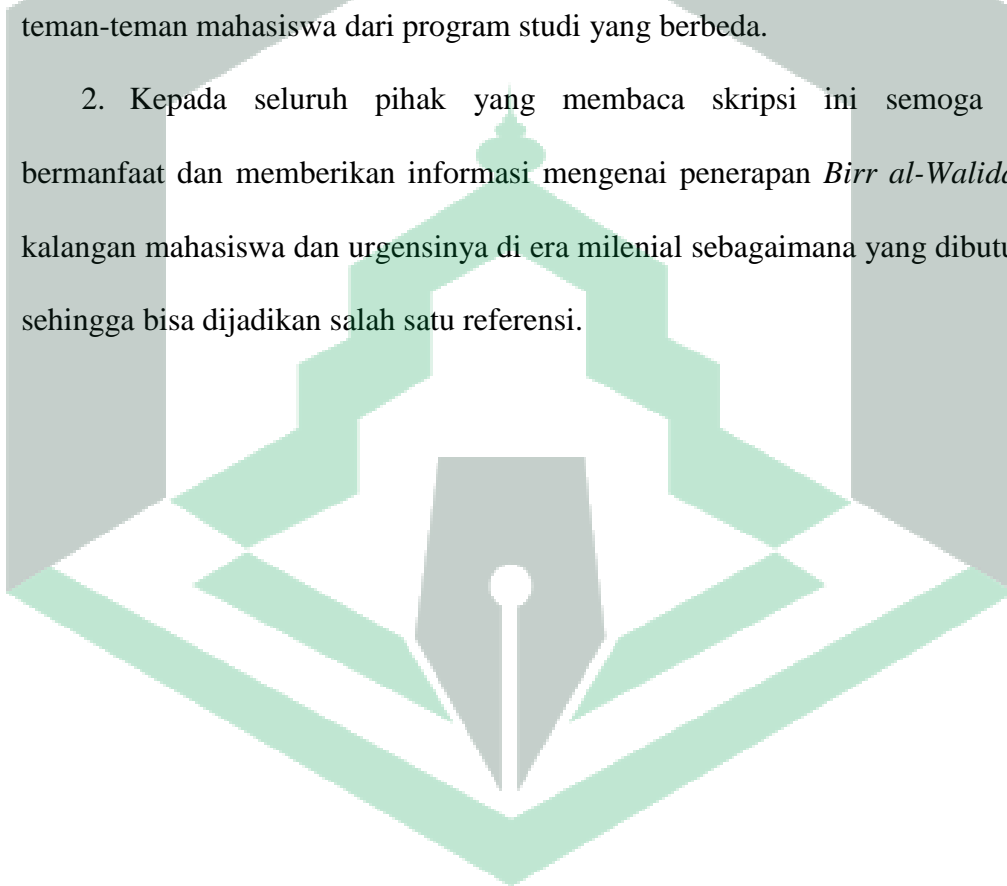 teman-teman mahasiswa dari program studi yang berbeda.
2. Kepada seluruh pihak yang membaca skripsi ini semoga
bermanfaat dan memberikan informasi mengenai penerapan Birr al-Walida
kalangan mahasiswa dan urgensinya di era milenial sebagaimana yang dibutu
sehingga bisa dijadikan salah satu referensi.